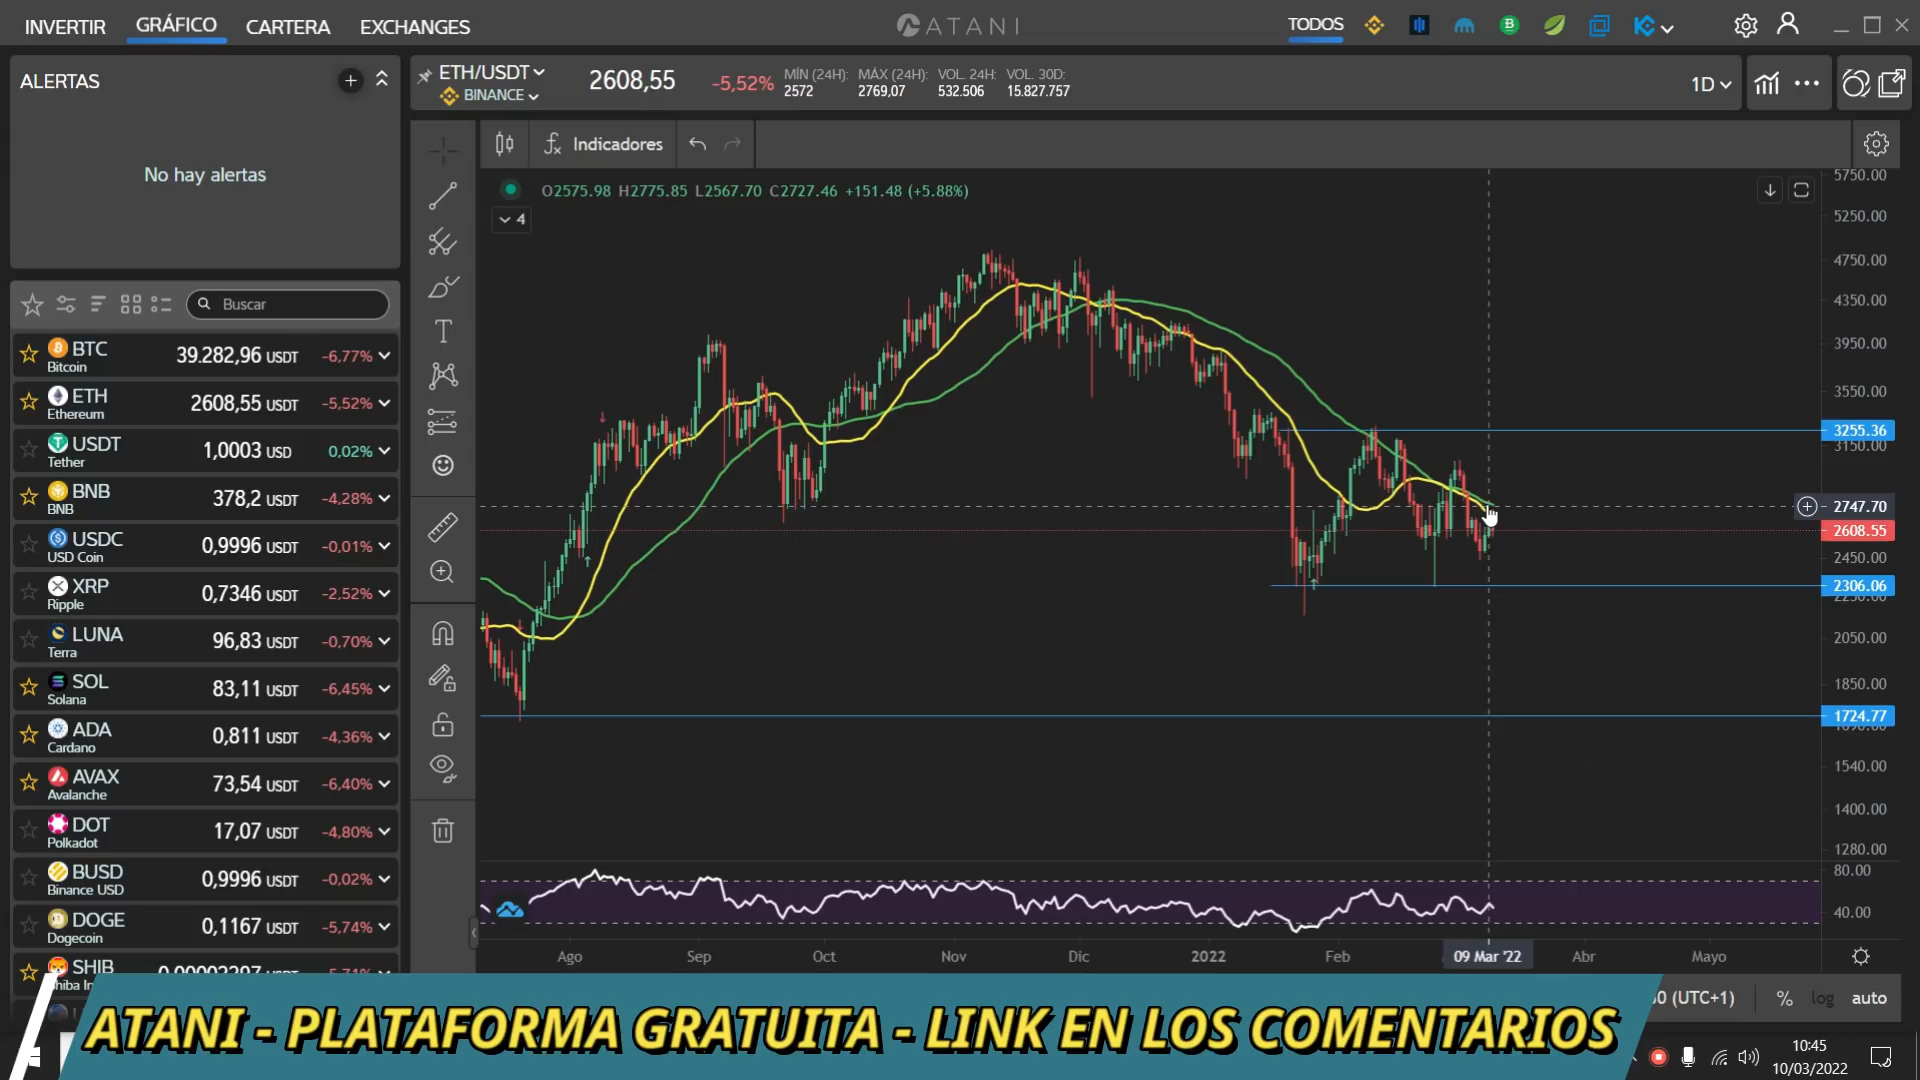 INVERTIR GRÁFICO CARTERA EXCHANGES
ATANI
TODOS
ALERTAS
No hay alertas
ETH/USDT
BINANCE
2608,55
-5,52%
MÍN (24H): MÁX (24H): VOL. 24H: VOL. 30D:
2572 2769,07 532.506 15.827.757
1D
Indicadores
O2575.98 H2775.85 L2567.70 C2727.46 +151.48 (+5.88%)
4
Buscar
BTC 39.282,96 USDT -6,77%
Bitcoin
ETH 2608,55 USDT -5,52%
Ethereum
USDT 1,0003 USD 0,02%
Tether
BNB 378,2 USDT -4,28%
BNB
USDC 0,9996 USDT -0,01%
USD Coin
XRP 0,7346 USDT -2,52%
Ripple
LUNA 96,83 USDT -0,70%
Terra
SOL 83,11 USDT -6,45%
Solana
ADA 0,811 USDT -4,36%
Cardano
AVAX 73,54 USDT -6,40%
Avalanche
DOT 17,07 USDT -4,80%
Polkadot
BUSD 0,9996 USDT -0,02%
Binance USD
DOGE 0,1167 USDT -5,74%
Dogecoin
SHIB
5750.00
5250.00
4750.00
4350.00
3950.00
3550.00
3255.36
3150.00
2747.70
2608.55
2450.00
2306.06
2050.00
1850.00
1724.77
1540.00
1400.00
1280.00
80.00
40.00
Ago Sep Oct Nov Dic 2022 Feb 09 Mar '22 Abr Mayo
(UTC+1) % log auto
ATANI - PLATAFORMA GRATUITA - LINK EN LOS COMENTARIOS
10:45
10/03/2022